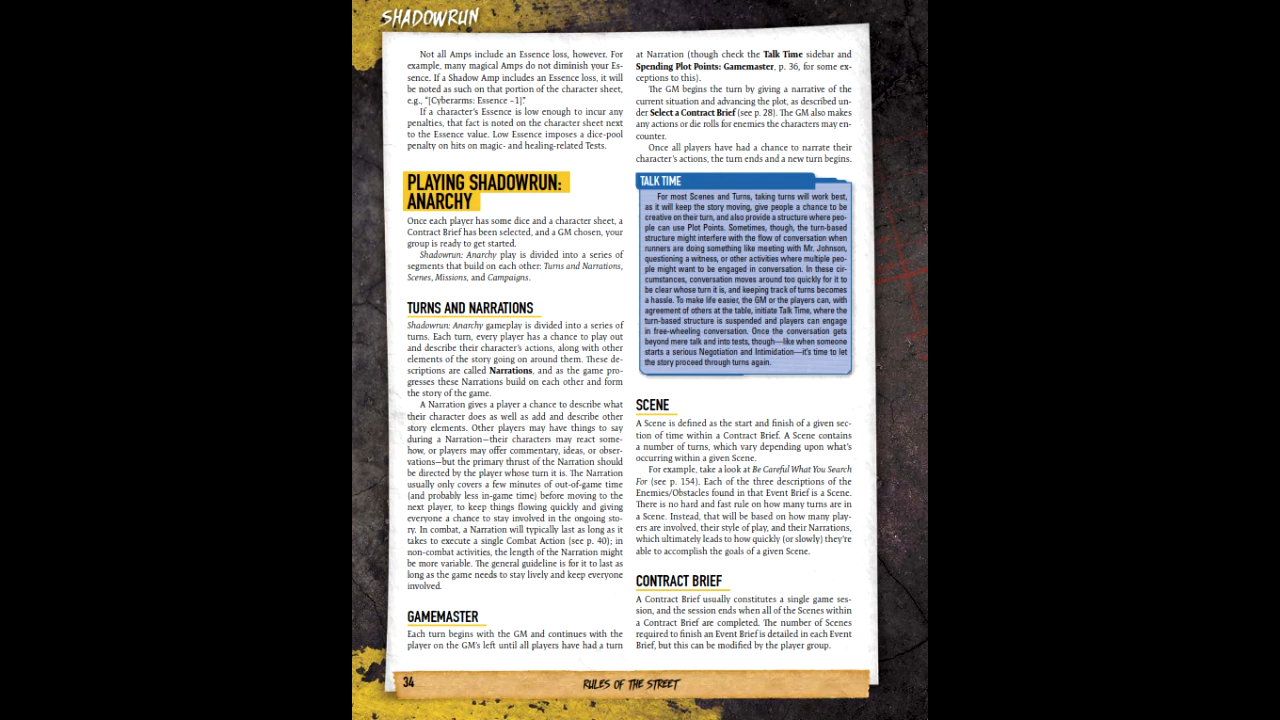 SHADOWRUN
Not all Amps include an Essence loss, however. For
example, many magical Amps do not diminish your Es-
sence. If a Shadow Amp includes an Essence loss, it will
be noted as such on that portion of the character sheet,
e.g., "[Cyberarms: Essence –1]."
If a character's Essence is low enough to incur any
penalties, that fact is noted on the character sheet next
to the Essence value. Low Essence imposes a dice-pool
penalty on hits on magic- and healing-related Tests.
PLAYING SHADOWRUN:
ANARCHY
Once each player has some dice and a character sheet, a
Contract Brief has been selected, and a GM chosen, your
group is ready to get started.
Shadowrun: Anarchy play is divided into a series of
segments that build on each other: Turns and Narrations,
Scenes, Missions, and Campaigns.
TURNS AND NARRATIONS
Shadowrun: Anarchy gameplay is divided into a series of
turns. Each turn, every player has a chance to play out
and describe their character's actions, along with other
elements of the story going on around them. These de-
scriptions are called Narrations, and as the game pro-
gresses these Narrations build on each other and form
the story of the game.
A Narration gives a player a chance to describe what
their character does as well as add and describe other
story elements. Other players may have things to say
during a Narration—their characters may react some-
how, or players may offer commentary, ideas, or obser-
vations—but the primary thrust of the Narration should
be directed by the player whose turn it is. The Narration
usually only covers a few minutes of out-of-game time
(and probably less in-game time) before moving to the
next player, to keep things flowing quickly and giving
everyone a chance to stay involved in the ongoing sto-
ry. In combat, a Narration will typically last as long as it
takes to execute a single Combat Action (see p. 40); in
non-combat activities, the length of the Narration might
be more variable. The general guideline is for it to last as
long as the game needs to stay lively and keep everyone
involved.
GAMEMASTER
Each turn begins with the GM and continues with the
player on the GM's left until all players have had a turn
at Narration (though check the Talk Time sidebar and
Spending Plot Points: Gamemaster, p. 36, for some ex-
ceptions to this).
The GM begins the turn by giving a narrative of the
current situation and advancing the plot, as described un-
der Select a Contract Brief (see p. 28). The GM also makes
any actions or die rolls for enemies the characters may en-
counter.
Once all players have had a chance to narrate their
character's actions, the turn ends and a new turn begins.
TALK TIME
For most Scenes and Turns, taking turns will work best,
as it will keep the story moving, give people a chance to be
creative on their turn, and also provide a structure where peo-
ple can use Plot Points. Sometimes, though, the turn-based
structure might interfere with the flow of conversation when
runners are doing something like meeting with Mr. Johnson,
questioning a witness, or other activities where multiple peo-
ple might want to be engaged in conversation. In these cir-
cumstances, conversation moves around too quickly for it to
be clear whose turn it is, and keeping track of turns becomes
a hassle. To make life easier, the GM or the players can, with
agreement of others at the table, initiate Talk Time, where the
turn-based structure is suspended and players can engage
in free-wheeling conversation. Once the conversation gets
beyond mere talk and into tests, though—like when someone
starts a serious Negotiation and Intimidation—it's time to let
the story proceed through turns again.
SCENE
A Scene is defined as the start and finish of a given sec-
tion of time within a Contract Brief. A Scene contains
a number of turns, which vary depending upon what's
occurring within a given Scene.
For example, take a look at Be Careful What You Search
For (see p. 154). Each of the three descriptions of the
Enemies/Obstacles found in that Event Brief is a Scene.
There is no hard and fast rule on how many turns are in
a Scene. Instead, that will be based on how many play-
ers are involved, their style of play, and their Narrations,
which ultimately leads to how quickly (or slowly) they're
able to accomplish the goals of a given Scene.
CONTRACT BRIEF
A Contract Brief usually constitutes a single game ses-
sion, and the session ends when all of the Scenes within
a Contract Brief are completed. The number of Scenes
required to finish an Event Brief is detailed in each Event
Brief, but this can be modified by the player group.
34
RULES OF THE STREET